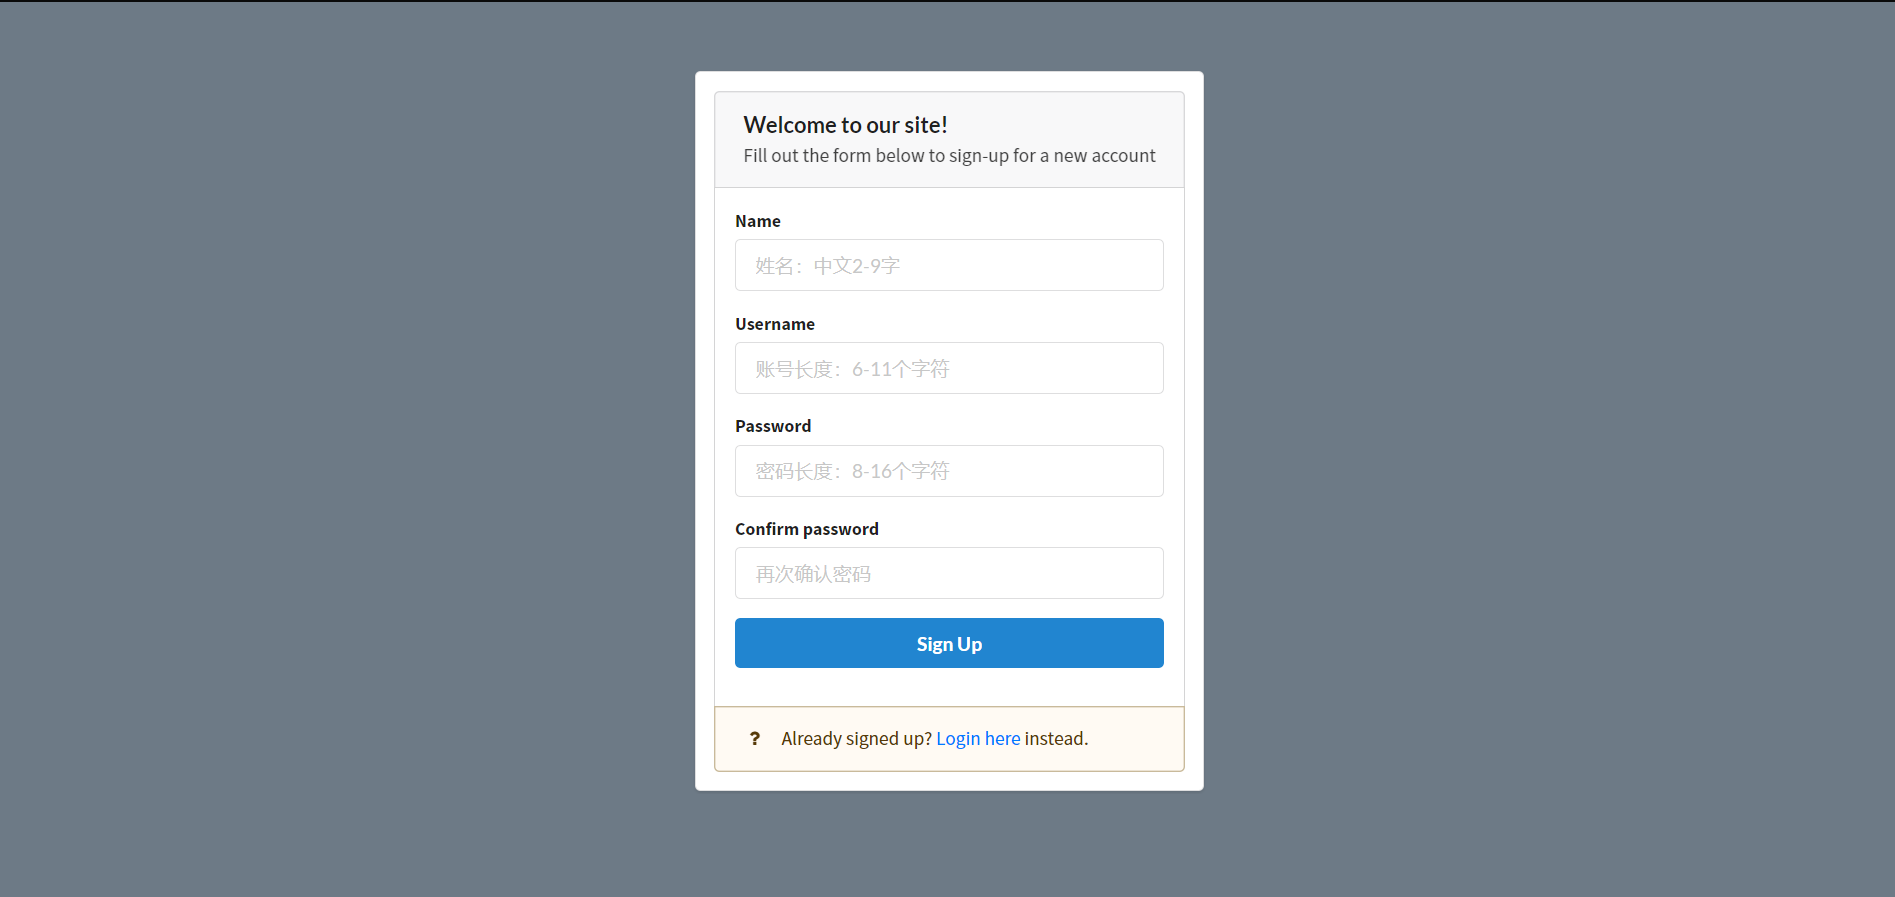 Welcome to our site!
Fill out the form below to sign-up for a new account
Name
姓名：中文2-9字
Username
账号长度：6-11个字符
Password
密码长度：8-16个字符
Confirm password
再次确认密码
Sign Up
? Already signed up? Login here instead.